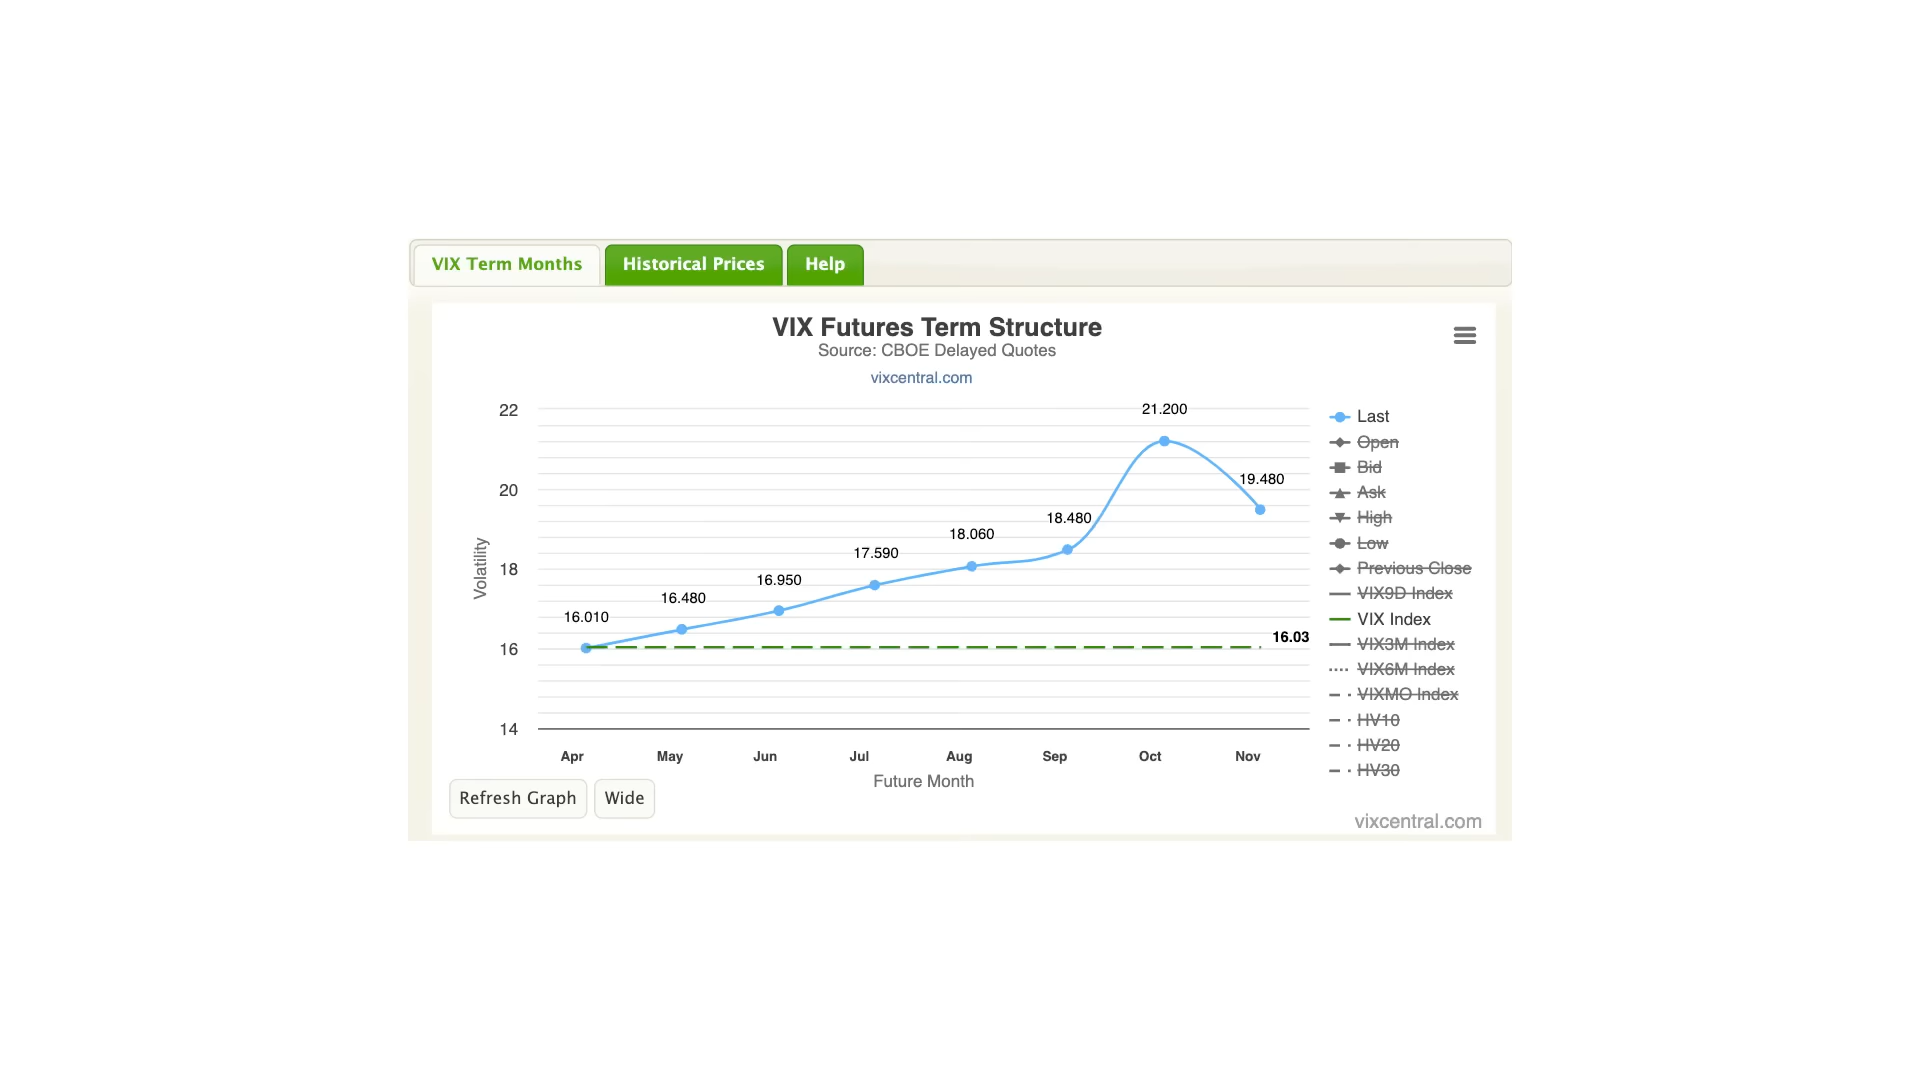 VIX Term Months
Historical Prices
Help
VIX Futures Term Structure
Source: CBOE Delayed Quotes
vixcentral.com
22
20
18
16
14
Volatility
16.010
16.480
16.950
17.590
18.060
18.480
21.200
19.480
16.03
Apr
May
Jun
Jul
Aug
Sep
Oct
Nov
Future Month
Last
Open
Bid
Ask
High
Low
Previous Close
VIX9D Index
VIX Index
VIX3M Index
VIX6M Index
VIXMO Index
HV10
HV20
HV30
Refresh Graph
Wide
vixcentral.com